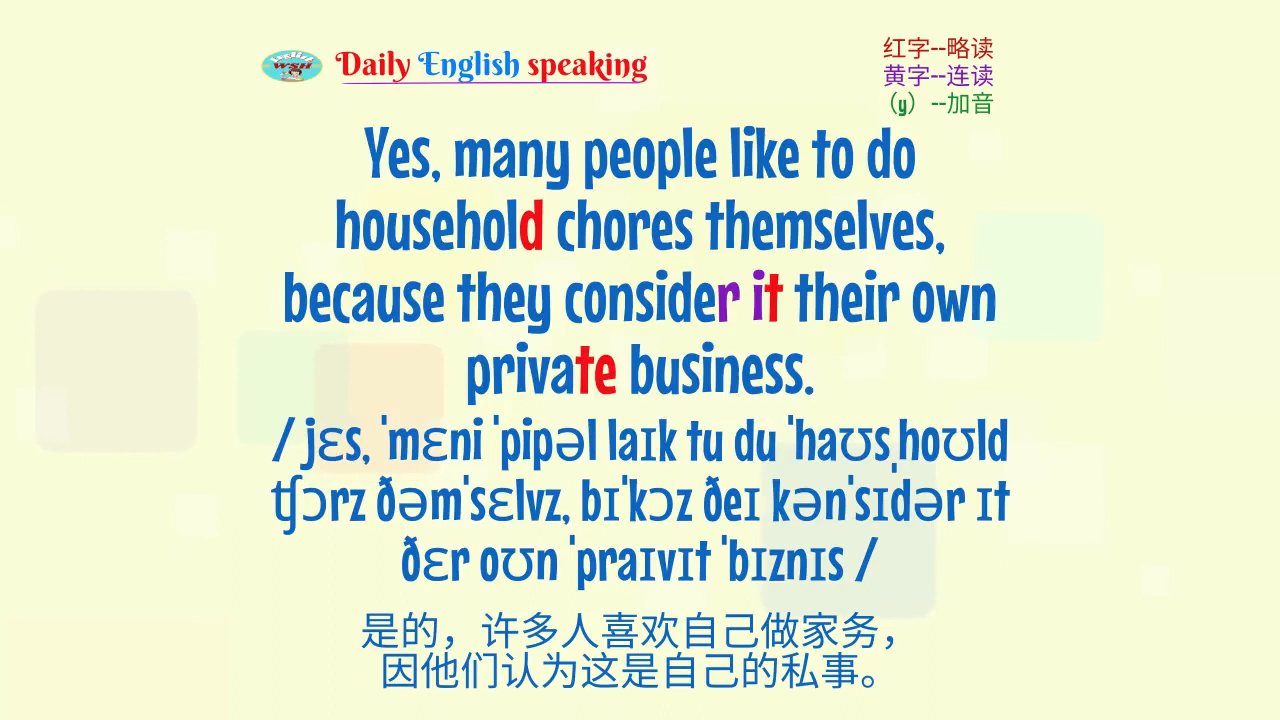 WSH
Daily English speaking
红字--略读
黄字--连读
（y）--加音
Yes, many people like to do
household chores themselves,
because they consider it their own
private business.
/ jɛs, ˈmɛni ˈpipəl laɪk tu du ˈhaʊsˌhoʊld
ʧɔrz ðəmˈsɛlvz, bɪˈkɔz ðeɪ kənˈsɪdər ɪt
ðɛr oʊn ˈpraɪvɪt ˈbɪznɪs /
是的，许多人喜欢自己做家务，
因他们认为这是自己的私事。